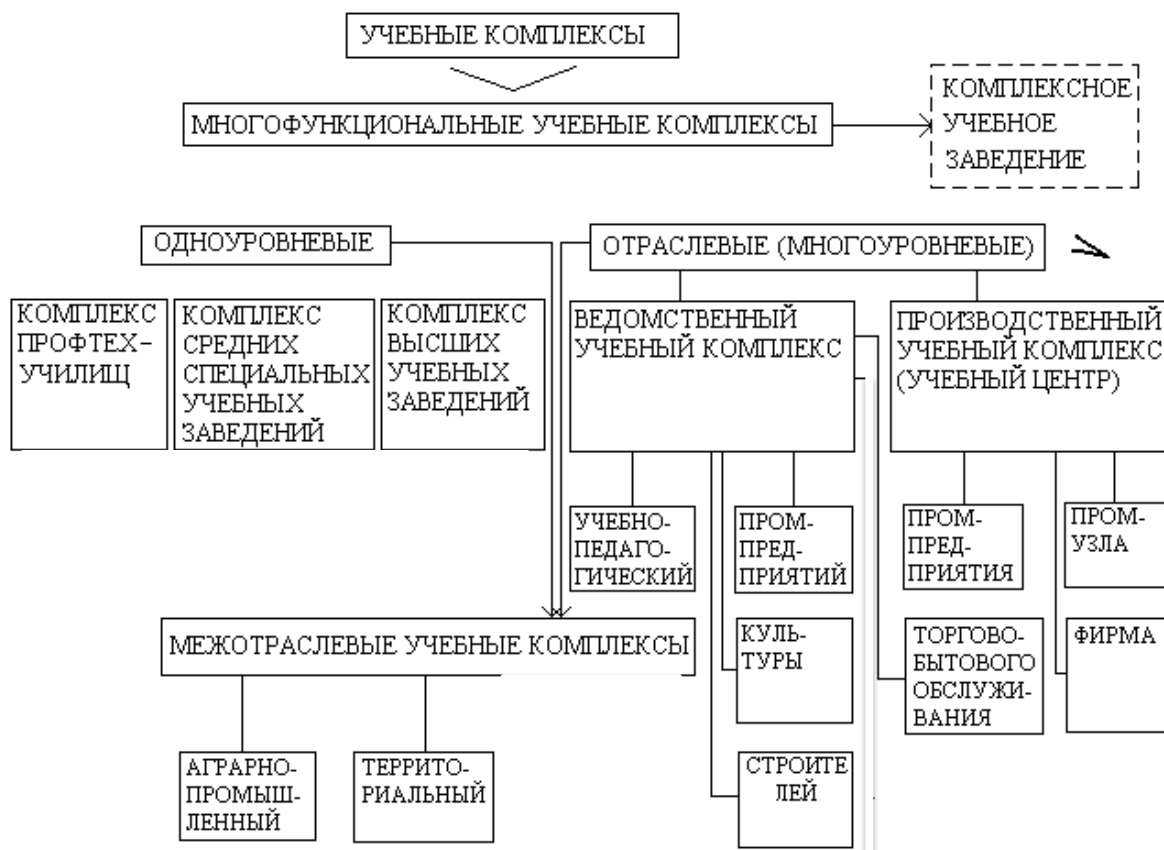 УЧЕБНЫЕ КОМПЛЕКСЫ
МНОГОФУНКЦИОНАЛЬНЫЕ УЧЕБНЫЕ КОМПЛЕКСЫ
КОМПЛЕКСНОЕ
УЧЕБНОЕ
ЗАВЕДЕНИЕ
ОДНОУРОВНЕВЫЕ
ОТРАСЛЕВЫЕ (МНОГОУРОВНЕВЫЕ)
КОМПЛЕКС
ПРОФТЕХ-
УЧИЛИЩ
КОМПЛЕКС
СРЕДНИХ
СПЕЦИАЛЬНЫХ
УЧЕБНЫХ
ЗАВЕДЕНИЙ
КОМПЛЕКС
ВЫСШИХ
УЧЕБНЫХ
ЗАВЕДЕНИЙ
ВЕДОМСТВЕННЫЙ
УЧЕБНЫЙ КОМПЛЕКС
ПРОИЗВОДСТВЕННЫЙ
УЧЕБНЫЙ КОМПЛЕКС
(УЧЕБНЫЙ ЦЕНТР)
УЧЕБНО-
ПЕДАГО-
ГИЧЕСКИЙ
ПРОМ-
ПРЕД-
ПРИЯТИЙ
ПРОМ-
ПРЕД-
ПРИЯТИЯ
ПРОМ-
УЗЛА
МЕЖОТРАСЛЕВЫЕ УЧЕБНЫЕ КОМПЛЕКСЫ
КУЛЬ-
ТУРЫ
ТОРГОВО-
БЫТОВОГО
ОБСЛУЖИ-
ВАНИЯ
ФИРМА
АГРАРНО-
ПРОМЫШ-
ЛЕННЫЙ
ТЕРРИТО-
РИАЛЬНЫЙ
СТРОИТЕ
ЛЕЙ